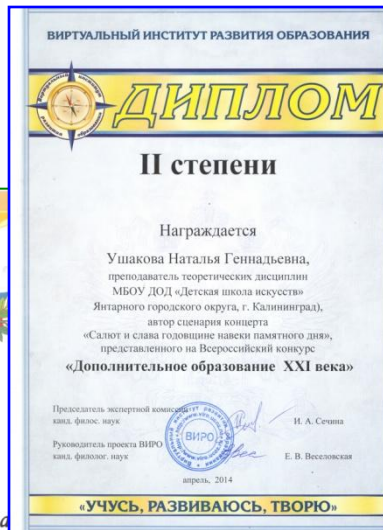 ВИРТУАЛЬНЫЙ ИНСТИТУТ РАЗВИТИЯ ОБРАЗОВАНИЯ
ДИПЛОМ
II степени
Награждается
Ушакова Наталья Геннадьевна,
преподаватель теоретических дисциплин
МБОУ ДОД «Детская школа искусств»
Янтарного городского округа, г. Калининград),
автор сценария концерта
«Салют и слава годовщине навеки памятного дня»,
представленного на Всероссийский конкурс
«Дополнительное образование XXI века»
Председатель экспертной комиссии
канд. филос. наук
И. А. Сечина
ВИРО
Руководитель проекта ВИРО
канд. филолог. наук
Е. В. Веселовская
апрель, 2014
«УЧУСЬ, РАЗВИВАЮСЬ, ТВОРЮ»